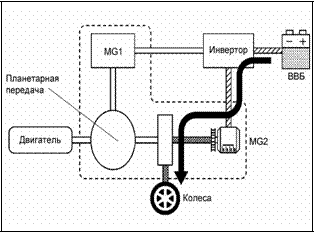 MG1
Инвертор
ВВБ
Планетарная
передача
Двигатель
MG2
Колеса